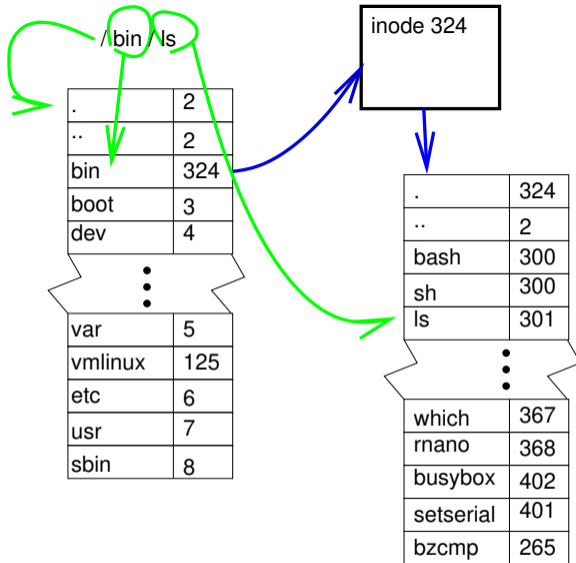 / bin / ls
inode 324
. 2
.. 2
bin 324
boot 3
dev 4
var 5
vmlinux 125
etc 6
usr 7
sbin 8
. 324
.. 2
bash 300
sh 300
ls 301
which 367
rnano 368
busybox 402
setserial 401
bzcmp 265